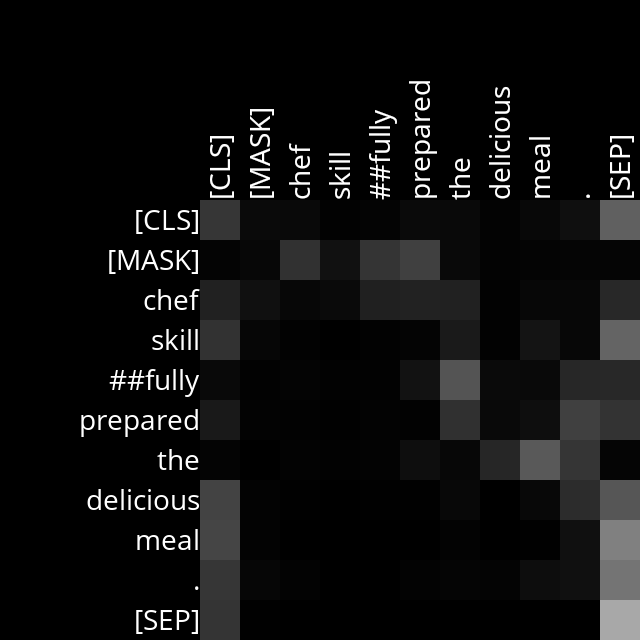 [CLS] [MASK] chef skill ##fully prepared the delicious meal . [SEP]
[CLS]
[MASK]
chef
skill
##fully
prepared
the
delicious
meal
.
[SEP]